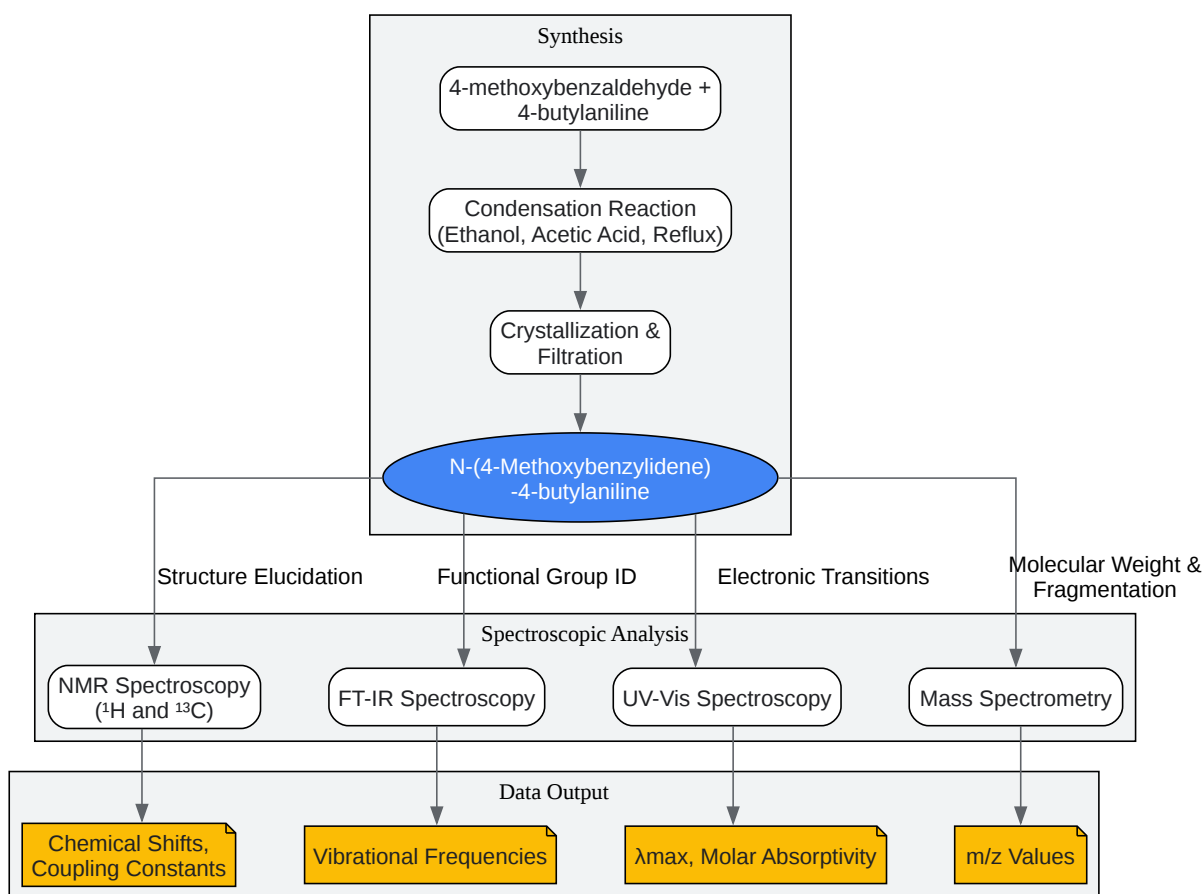 Synthesis
4-methoxybenzaldehyde +
4-butylaniline
Condensation Reaction
(Ethanol, Acetic Acid, Reflux)
Crystallization &
Filtration
N-(4-Methoxybenzylidene)
-4-butylaniline
Structure Elucidation
Functional Group ID
Electronic Transitions
Molecular Weight &
Fragmentation
Spectroscopic Analysis
NMR Spectroscopy
(¹H and ¹³C)
FT-IR Spectroscopy
UV-Vis Spectroscopy
Mass Spectrometry
Data Output
Chemical Shifts,
Coupling Constants
Vibrational Frequencies
λmax, Molar Absorptivity
m/z Values